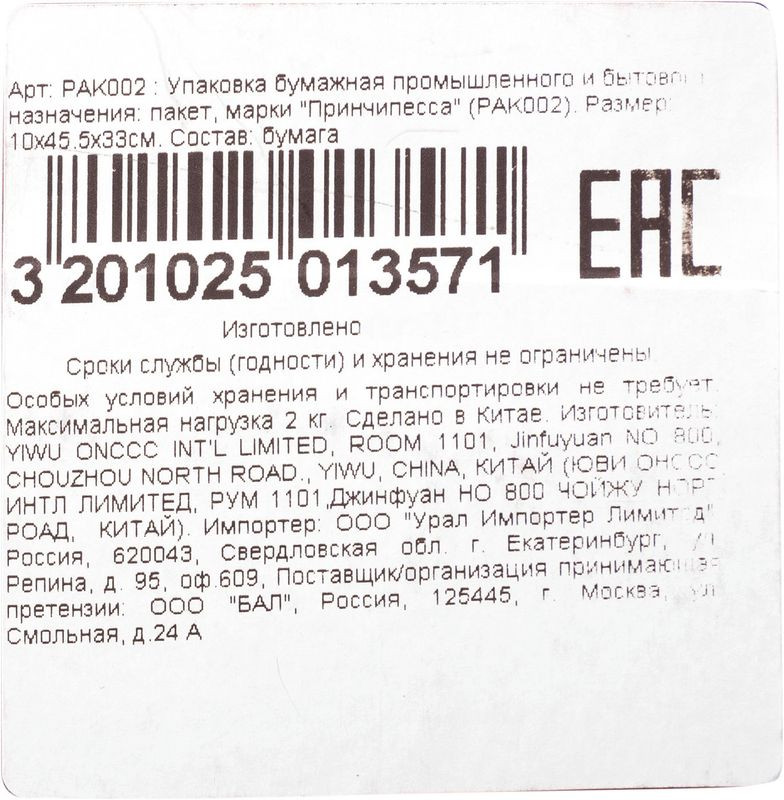 Арт: PAK002 : Упаковка бумажная промышленного и бытового
назначения: пакет, марки "Принчипесса" (PAK002). Размер:
10x45.5x33см. Состав: бумага
EAC
3 201025 013571
Изготовлено
Сроки службы (годности) и хранения не ограничены
Особых условий хранения и транспортировки не требует.
Максимальная нагрузка 2 кг. Сделано в Китае. Изготовитель:
YIWU ONCCC INT'L LIMITED, ROOM 1101, Jinfuyuan NO 800,
CHOUZHOU NORTH ROAD., YIWU, CHINA, КИТАЙ (ЮВИ ОНССС
ИНТЛ ЛИМИТЕД, РУМ 1101,Джинфуан НО 800 ЧОЙЖУ НОРТ
РОАД, КИТАЙ). Импортер: ООО "Урал Импортер Лимитед"
Россия, 620043, Свердловская обл. г. Екатеринбург, ул
Репина, д. 95, оф.609, Поставщик/организация принимающая
претензии: ООО "БАЛ", Россия, 125445, г. Москва, ул
Смольная, д.24 А